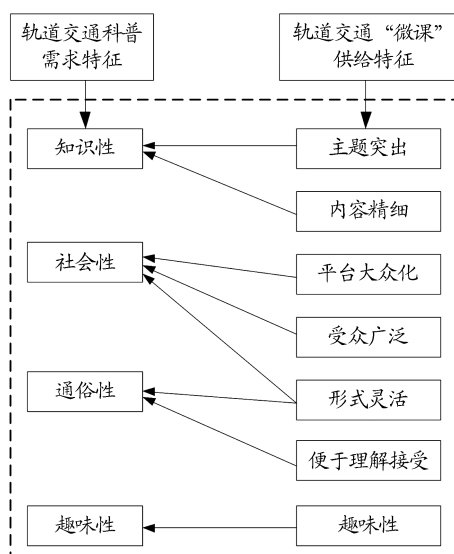 轨道交通科普
需求特征
轨道交通“微课”
供给特征
知识性
主题突出
内容精细
社会性
平台大众化
受众广泛
通俗性
形式灵活
便于理解接受
趣味性
趣味性